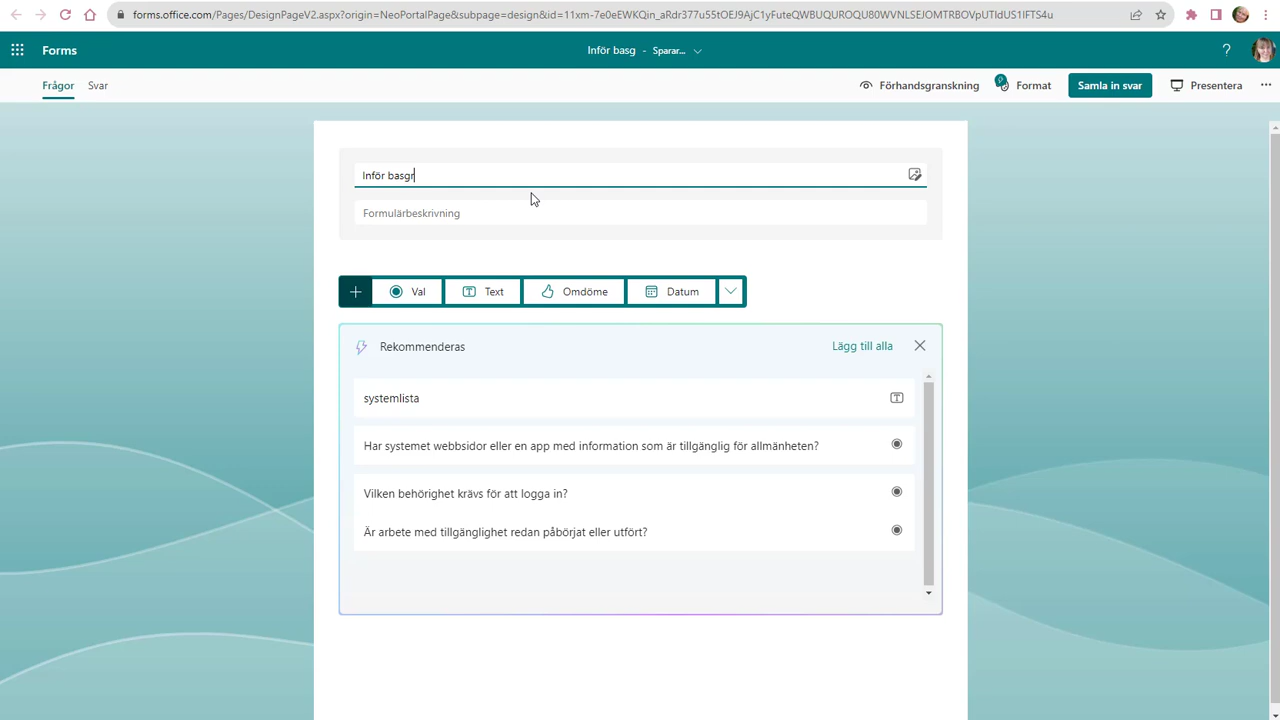 forms.office.com/Pages/DesignPageV2.aspx?origin=NeoPortalPage&subpage=design&id=11xm-7e0eEWKQin_aRdr377u55tOEJ9AjC1yFuteQWBUQUROQU80WVNLSEJOMTRBOVpUTldUS1lFTS4u
Forms
Inför basg - Sparar...
?
Frågor
Svar
Förhandsgranskning
Format
Samla in svar
Presentera
Inför basgr
Formulärbeskrivning
Val
Text
Omdöme
Datum
Rekommenderas
Lägg till alla
systemlista
Har systemet webbsidor eller en app med information som är tillgänglig för allmänheten?
Vilken behörighet krävs för att logga in?
Är arbete med tillgänglighet redan påbörjat eller utfört?